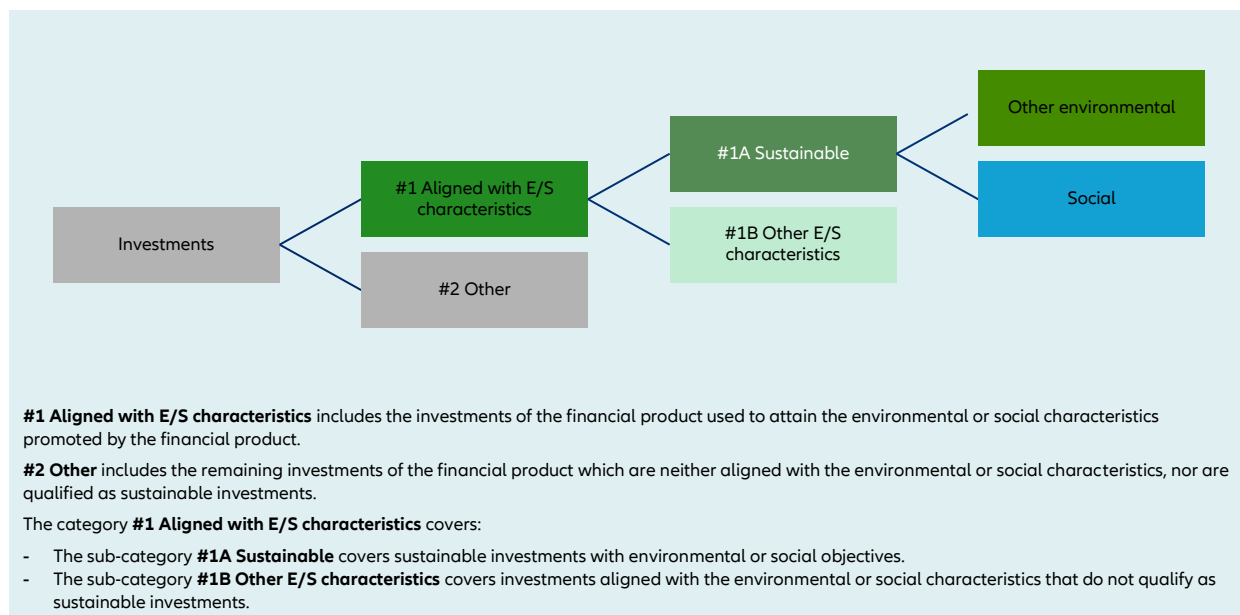 Other environmental
#1A Sustainable
#1 Aligned with E/S
characteristics
Social
Investments
#1B Other E/S
characteristics
#2 Other
#1 Aligned with E/S characteristics includes the investments of the financial product used to attain the environmental or social characteristics
promoted by the financial product.
#2 Other includes the remaining investments of the financial product which are neither aligned with the environmental or social characteristics, nor are
qualified as sustainable investments.
The category #1 Aligned with E/S characteristics covers:
- The sub-category #1A Sustainable covers sustainable investments with environmental or social objectives.
- The sub-category #1B Other E/S characteristics covers investments aligned with the environmental or social characteristics that do not qualify as
sustainable investments.